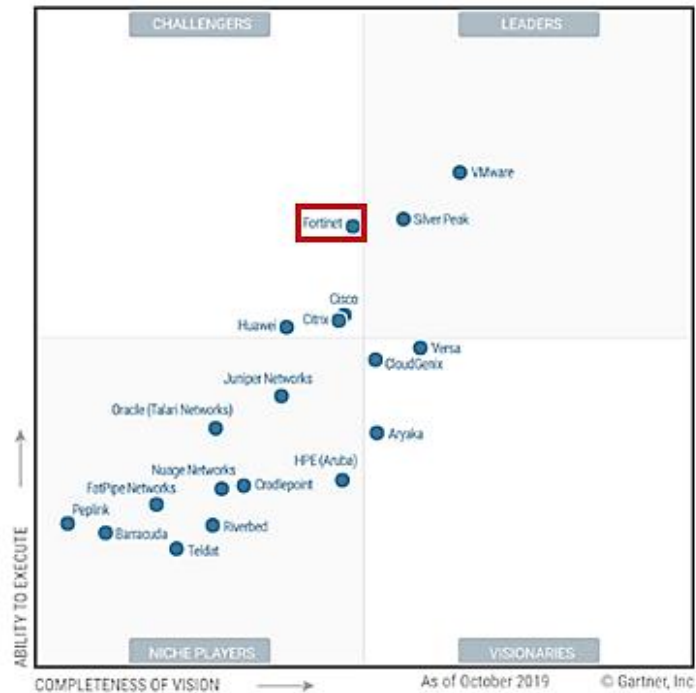 CHALLENGERS
LEADERS
VMware
Fortinet
Silver Peak
Cisco
Citrix
Huawei
Versa
CloudGenix
Juniper Networks
Oracle (Talari Networks)
Aryaka
HPE (Aruba)
Nuage Networks
Cradlepoint
FatPipe Networks
Peplink
Barracuda
Riverbed
Teldat
ABILITY TO EXECUTE
NICHE PLAYERS
VISIONARIES
COMPLETENESS OF VISION
As of October 2019
© Gartner, Inc